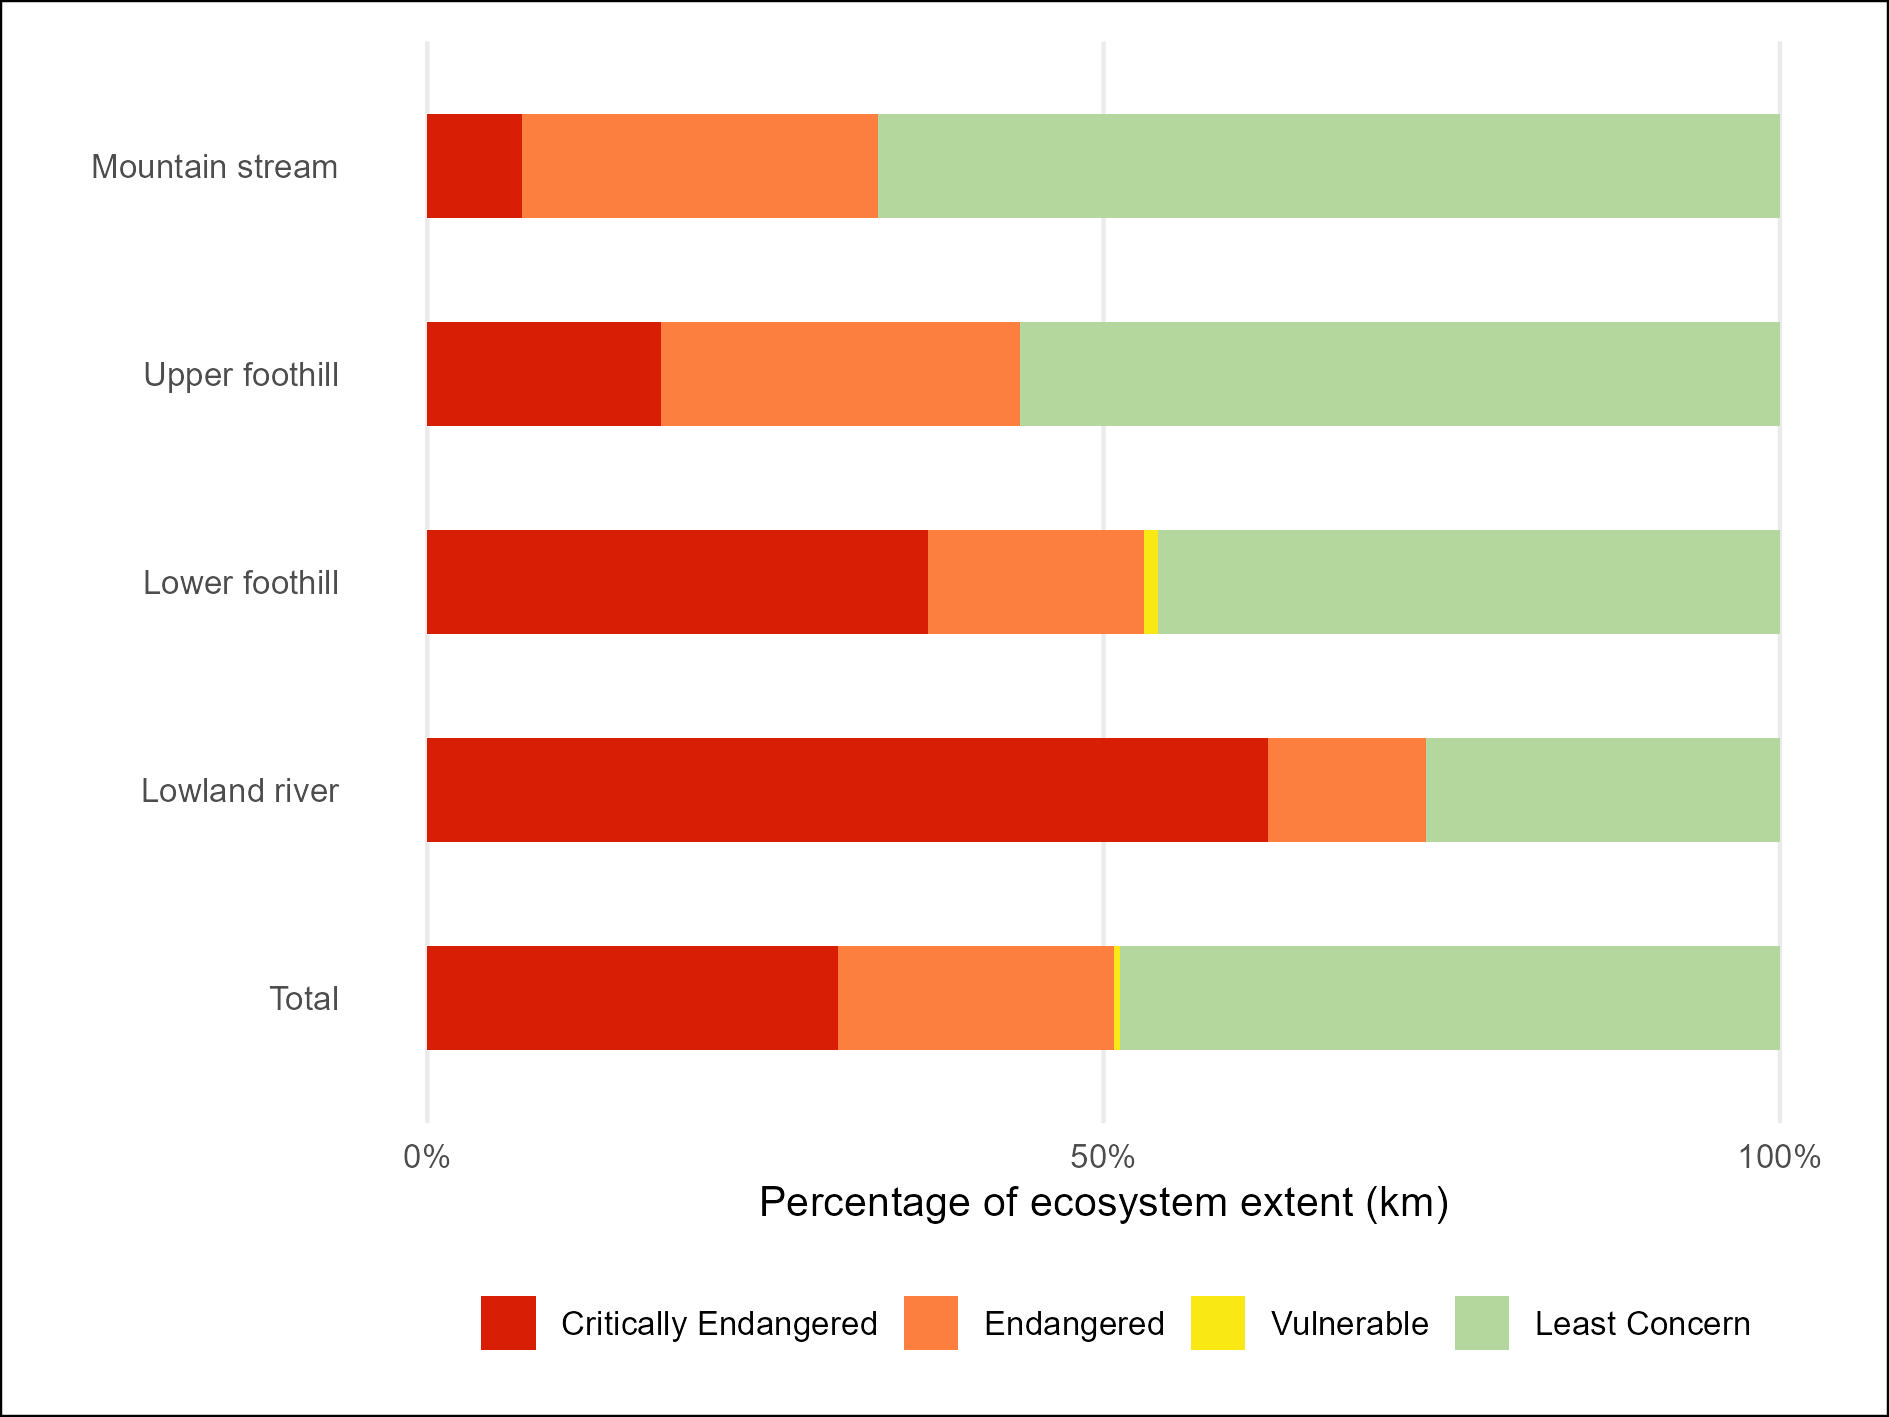 Mountain stream
Upper foothill
Lower foothill
Lowland river
Total
0% 50% 100%
Percentage of ecosystem extent (km)
Critically Endangered Endangered Vulnerable Least Concern